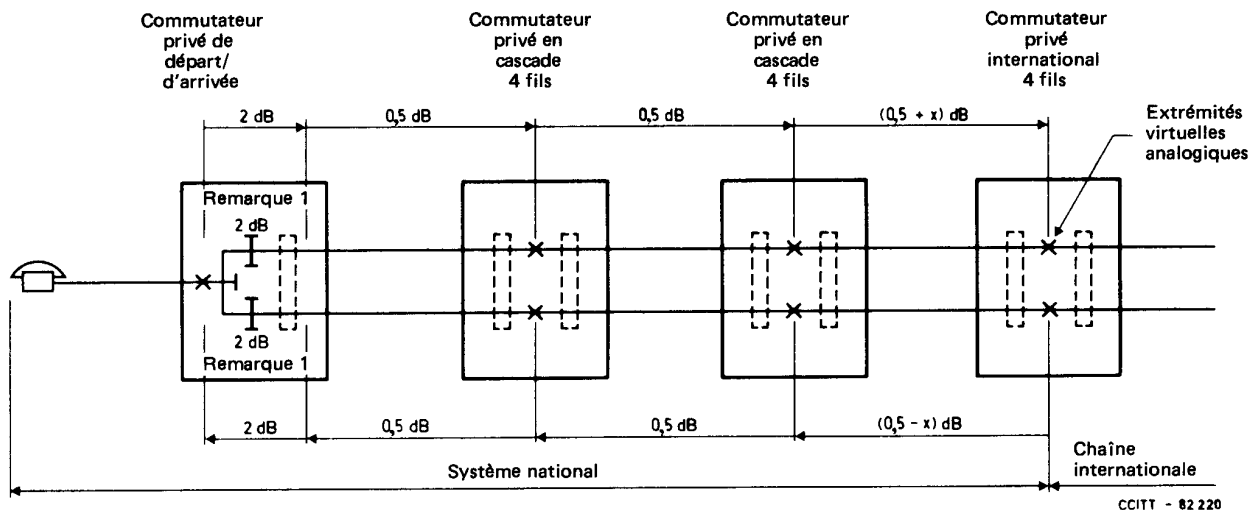 Commutateur
privé de
départ/
d'arrivée
Commutateur
privé en
cascade
4 fils
Commutateur
privé en
cascade
4 fils
Commutateur
privé
international
4 fils
2 dB
0,5 dB
0,5 dB
(0,5 + x) dB
Extrémités
virtuelles
analogiques
Remarque 1
2 dB
2 dB
Remarque 1
2 dB
0,5 dB
0,5 dB
(0,5 - x) dB
Système national
Chaîne
internationale
CCITT - 82 220